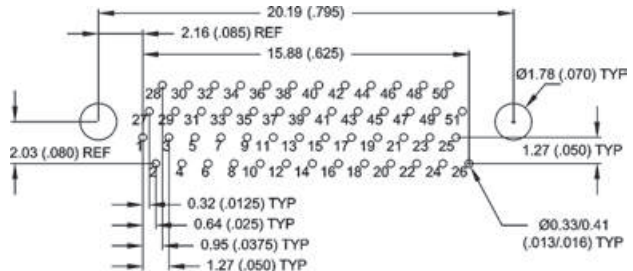 20.19 (.795)
2.16 (.085) REF
15.88 (.625)
Ø1.78 (.070) TYP
28 30 32 34 36 38 40 42 44 46 48 50
27 29 31 33 35 37 39 41 43 45 47 49 51
1 3 5 7 9 11 13 15 17 19 21 23 25
2.03 (.080) REF
1.27 (.050) TYP
2 4 6 8 10 12 14 16 18 20 22 24 26
0.32 (.0125) TYP
0.64 (.025) TYP
Ø0.33/0.41
(.013/.016) TYP
0.95 (.0375) TYP
1.27 (.050) TYP